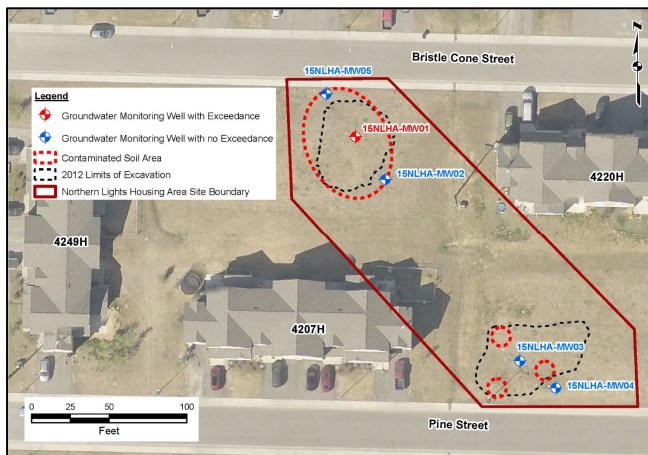 Bristle Cone Street
N
15NLHA-MW05
Legend
Groundwater Monitoring Well with Exceedance
Groundwater Monitoring Well with no Exceedance
Contaminated Soil Area
2012 Limits of Excavation
Northern Lights Housing Area Site Boundary
15NLHA-MW01
15NLHA-MW02
4220H
4249H
4207H
15NLHA-MW03
15NLHA-MW04
0 25 50 100
Feet
Pine Street